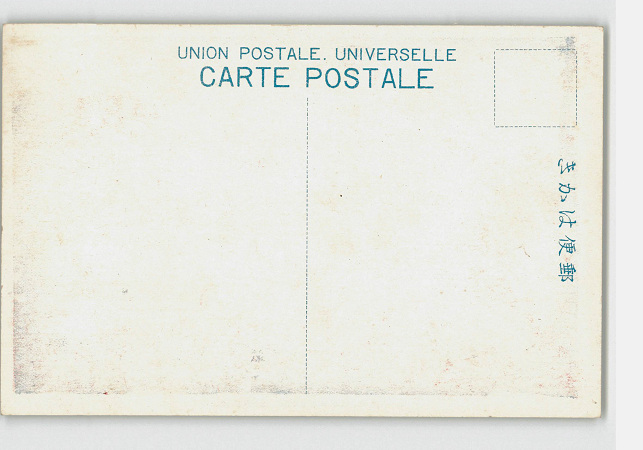 UNION POSTALE. UNIVERSELLE
CARTE POSTALE
きかは便郵